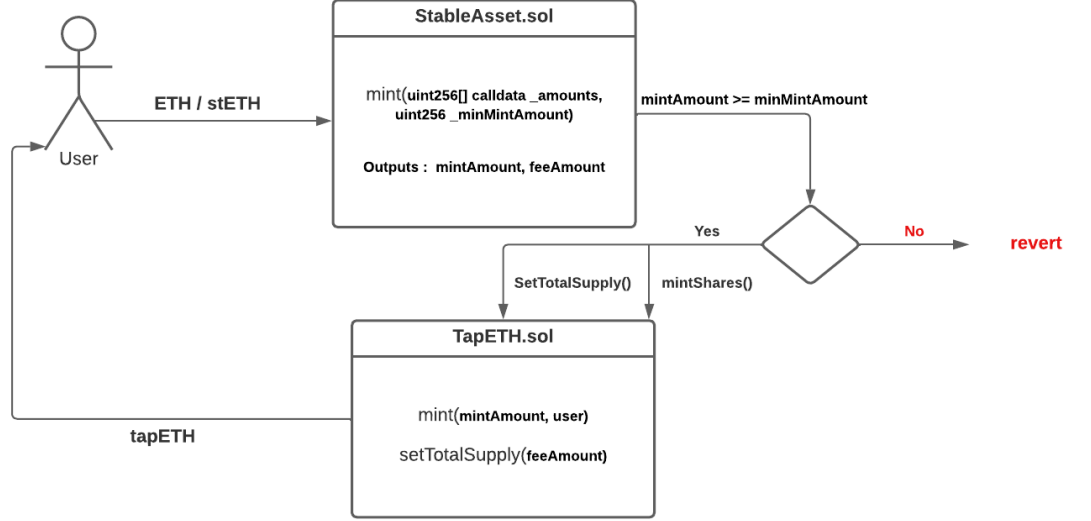 StableAsset.sol
mint(uint256[] calldata _amounts,
uint256 _minMintAmount)
Outputs : mintAmount, feeAmount
ETH / stETH
User
mintAmount >= minMintAmount
Yes
No
revert
SetTotalSupply()
mintShares()
TapETH.sol
mint(mintAmount, user)
setTotalSupply(feeAmount)
tapETH